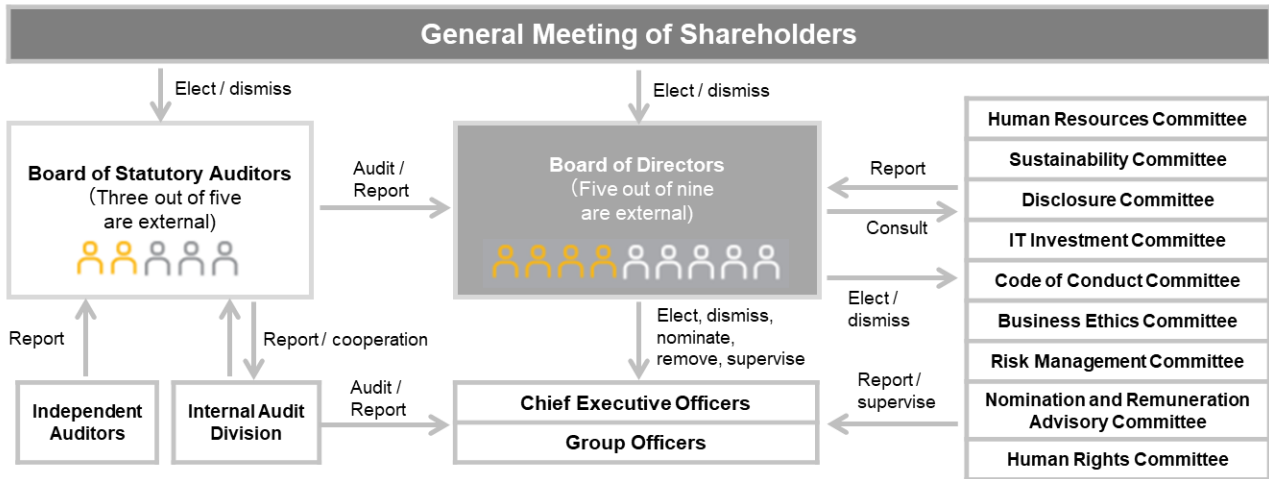 General Meeting of Shareholders
Elect / dismiss
Elect / dismiss
Board of Statutory Auditors
(Three out of five
are external)
Audit /
Report
Board of Directors
(Five out of nine
are external)
Report
Consult
Elect /
dismiss
Human Resources Committee
Sustainability Committee
Disclosure Committee
IT Investment Committee
Code of Conduct Committee
Business Ethics Committee
Risk Management Committee
Nomination and Remuneration
Advisory Committee
Human Rights Committee
Report
Report / cooperation
Elect, dismiss,
nominate,
remove, supervise
Report /
supervise
Independent
Auditors
Internal Audit
Division
Audit /
Report
Chief Executive Officers
Group Officers